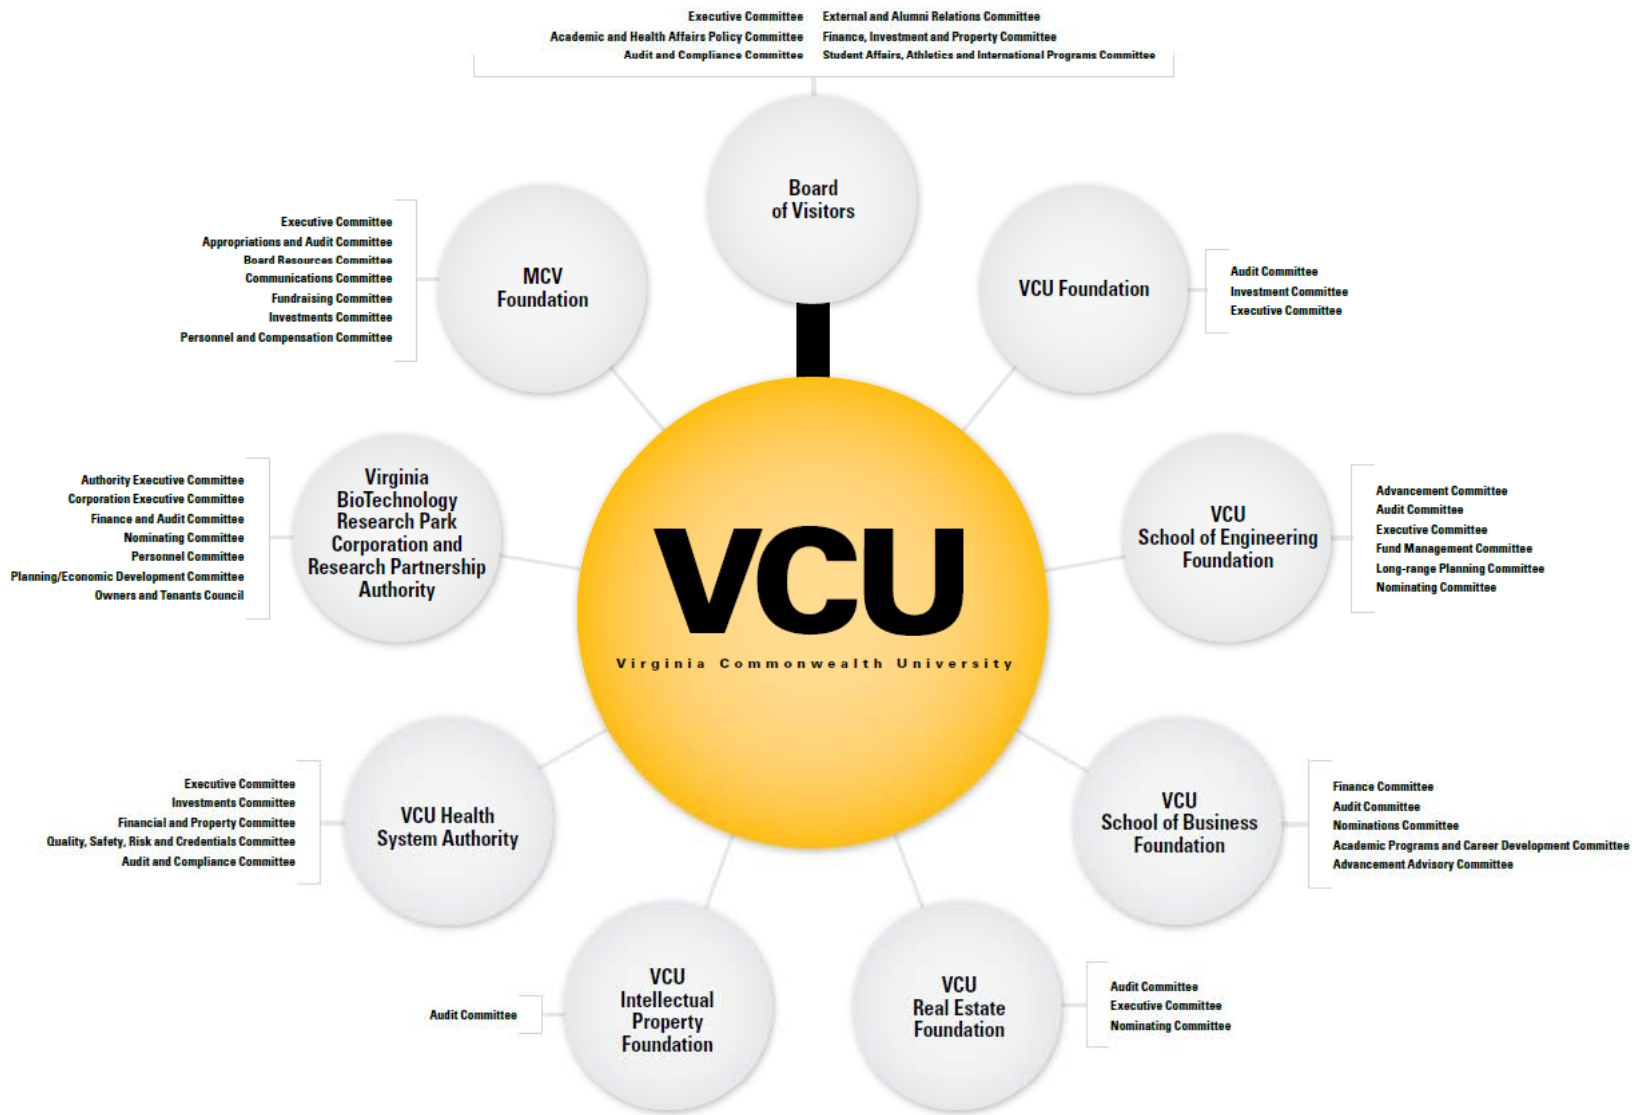 Executive Committee
Academic and Health Affairs Policy Committee
Audit and Compliance Committee
External and Alumni Relations Committee
Finance, Investment and Property Committee
Student Affairs, Athletics and International Programs Committee
Board
of Visitors
Executive Committee
Appropriations and Audit Committee
Board Resources Committee
Communications Committee
Fundraising Committee
Investments Committee
Personnel and Compensation Committee
MCV
Foundation
VCU Foundation
Audit Committee
Investment Committee
Executive Committee
Authority Executive Committee
Corporation Executive Committee
Finance and Audit Committee
Nominating Committee
Personnel Committee
Planning/Economic Development Committee
Owners and Tenants Council
Virginia
BioTechnology
Research Park
Corporation and
Research Partnership
Authority
VCU
Virginia Commonwealth University
VCU
School of Engineering
Foundation
Advancement Committee
Audit Committee
Executive Committee
Fund Management Committee
Long-range Planning Committee
Nominating Committee
Executive Committee
Investments Committee
Financial and Property Committee
Quality, Safety, Risk and Credentials Committee
Audit and Compliance Committee
VCU Health
System Authority
VCU
School of Business
Foundation
Finance Committee
Audit Committee
Nominations Committee
Academic Programs and Career Development Committee
Advancement Advisory Committee
Audit Committee
VCU
Intellectual
Property
Foundation
VCU
Real Estate
Foundation
Audit Committee
Executive Committee
Nominating Committee